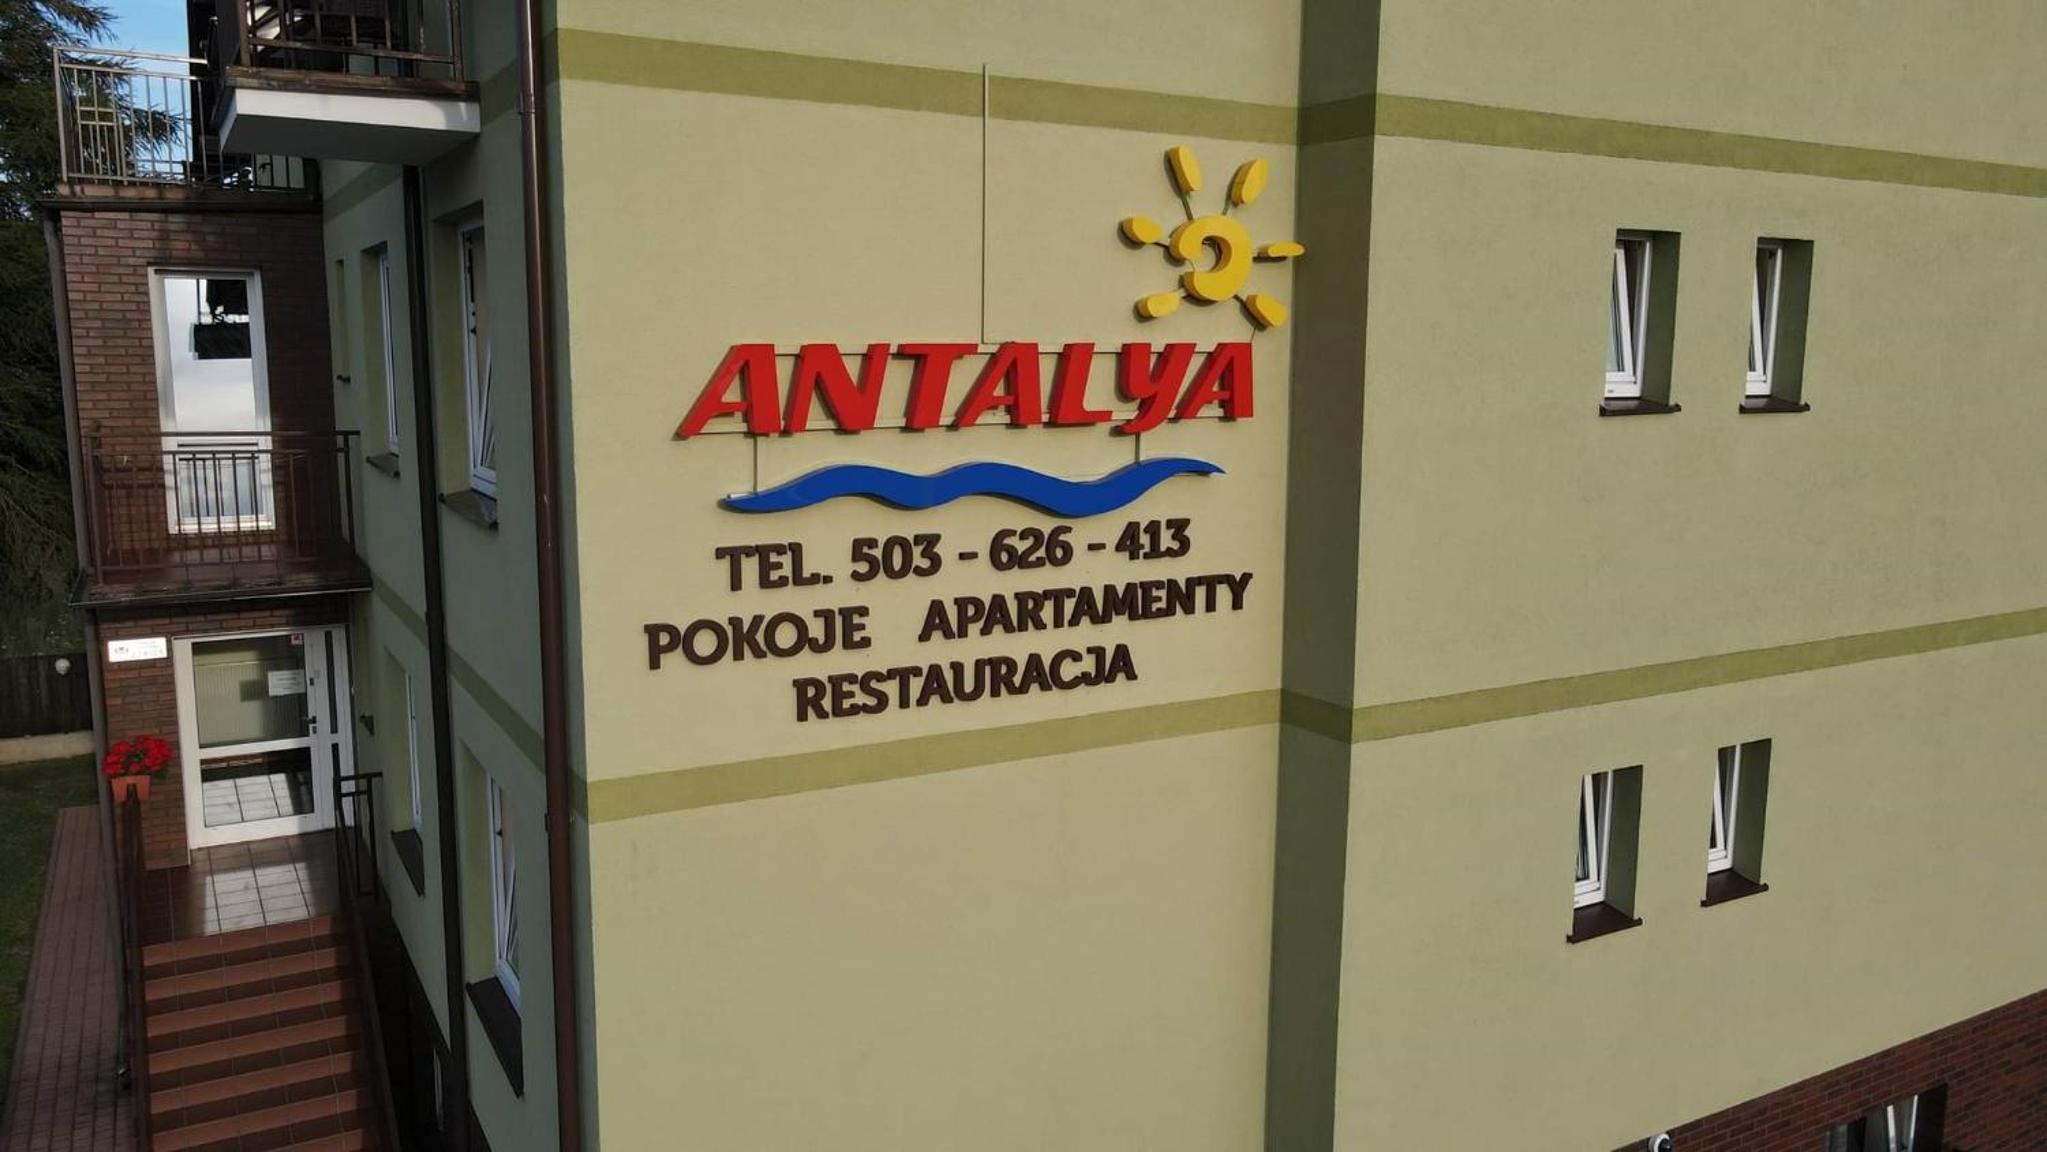 ANTALYA
TEL. 503-626-413
POKOJE APARTAMENTY
RESTAURACJA